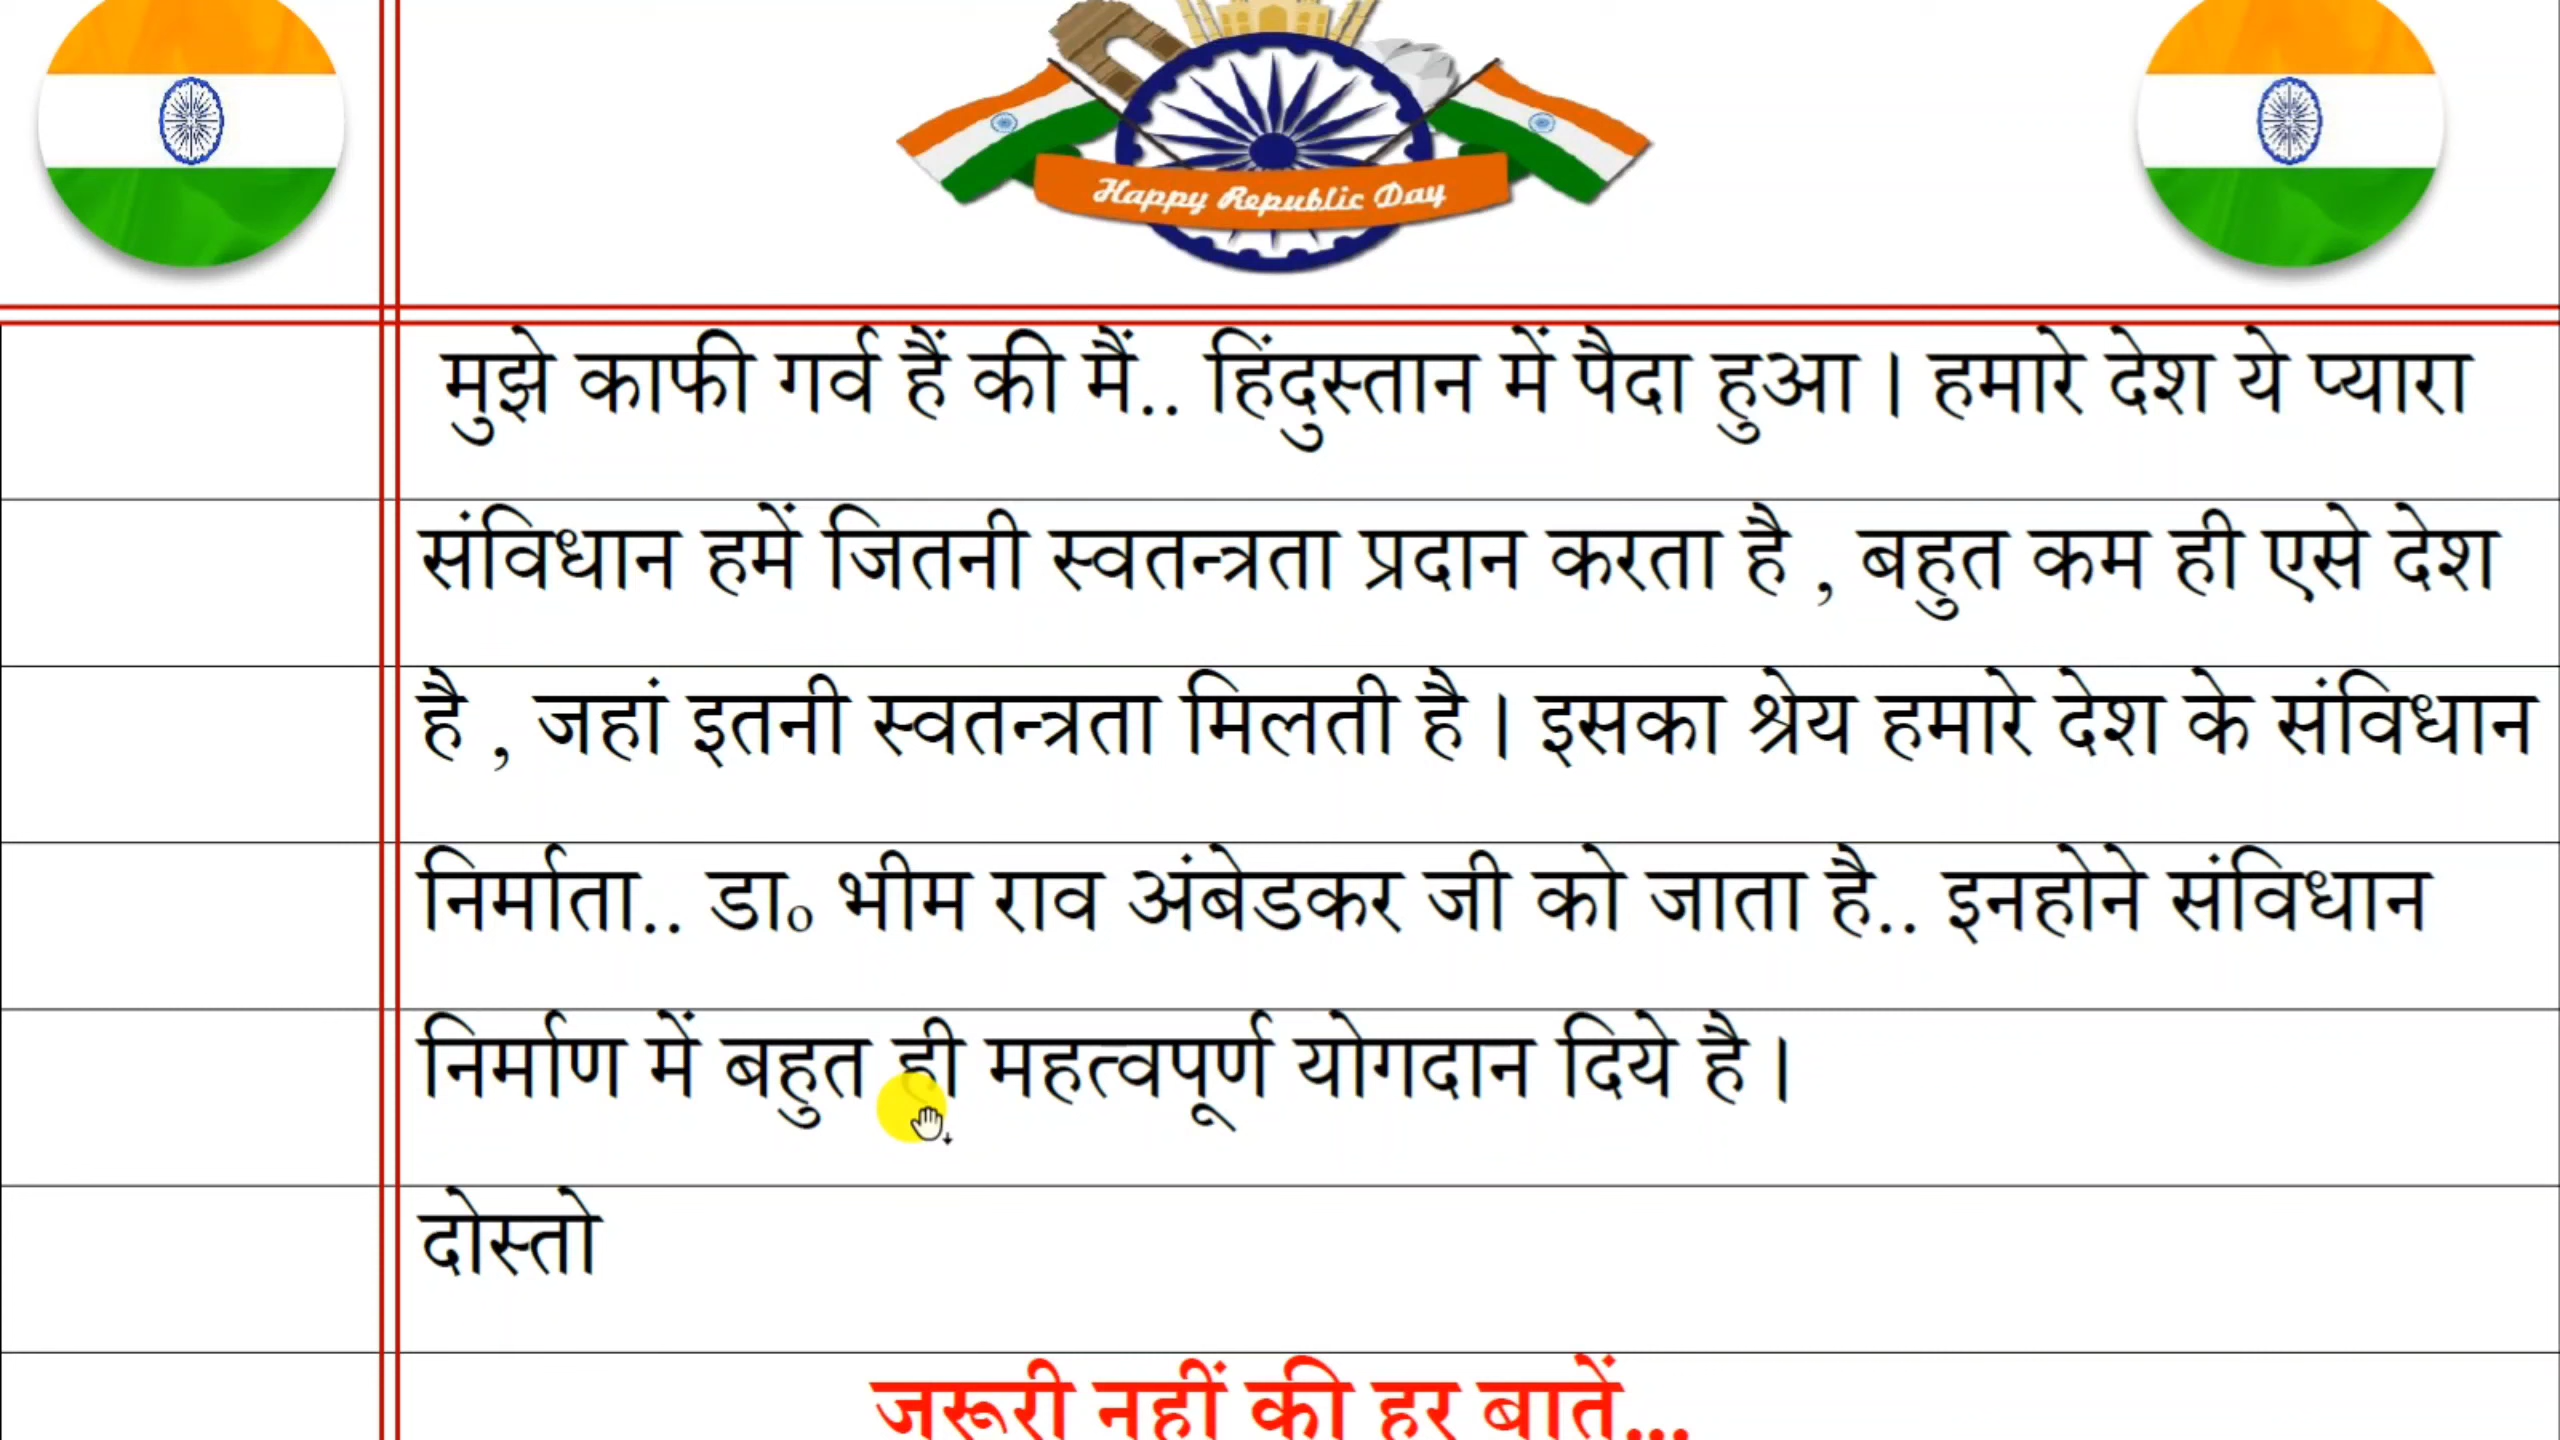 Happy Republic Day
मुझे काफी गर्व हैं की मैं.. हिंदुस्तान में पैदा हुआ । हमारे देश ये प्यारा
संविधान हमें जितनी स्वतन्त्रता प्रदान करता है , बहुत कम ही एसे देश
है , जहां इतनी स्वतन्त्रता मिलती है । इसका श्रेय हमारे देश के संविधान
निर्माता.. डा० भीम राव अंबेडकर जी को जाता है.. इनहोने संविधान
निर्माण में बहुत ही महत्वपूर्ण योगदान दिये है ।
दोस्तो
जरूरी नहीं की हर बातें...